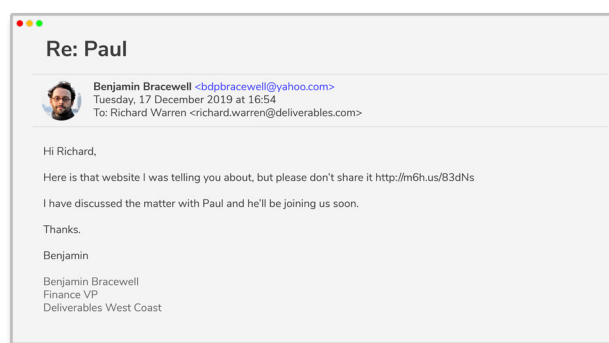 Re: Paul
Benjamin Bracewell <bdpbracewell@yahoo.com>
Tuesday, 17 December 2019 at 16:54
To: Richard Warren <richard.warren@deliverables.com>
Hi Richard,
Here is that website I was telling you about, but please don't share it http://m6h.us/83dNs
I have discussed the matter with Paul and he'll be joining us soon.
Thanks.
Benjamin
Benjamin Bracewell
Finance VP
Deliverables West Coast